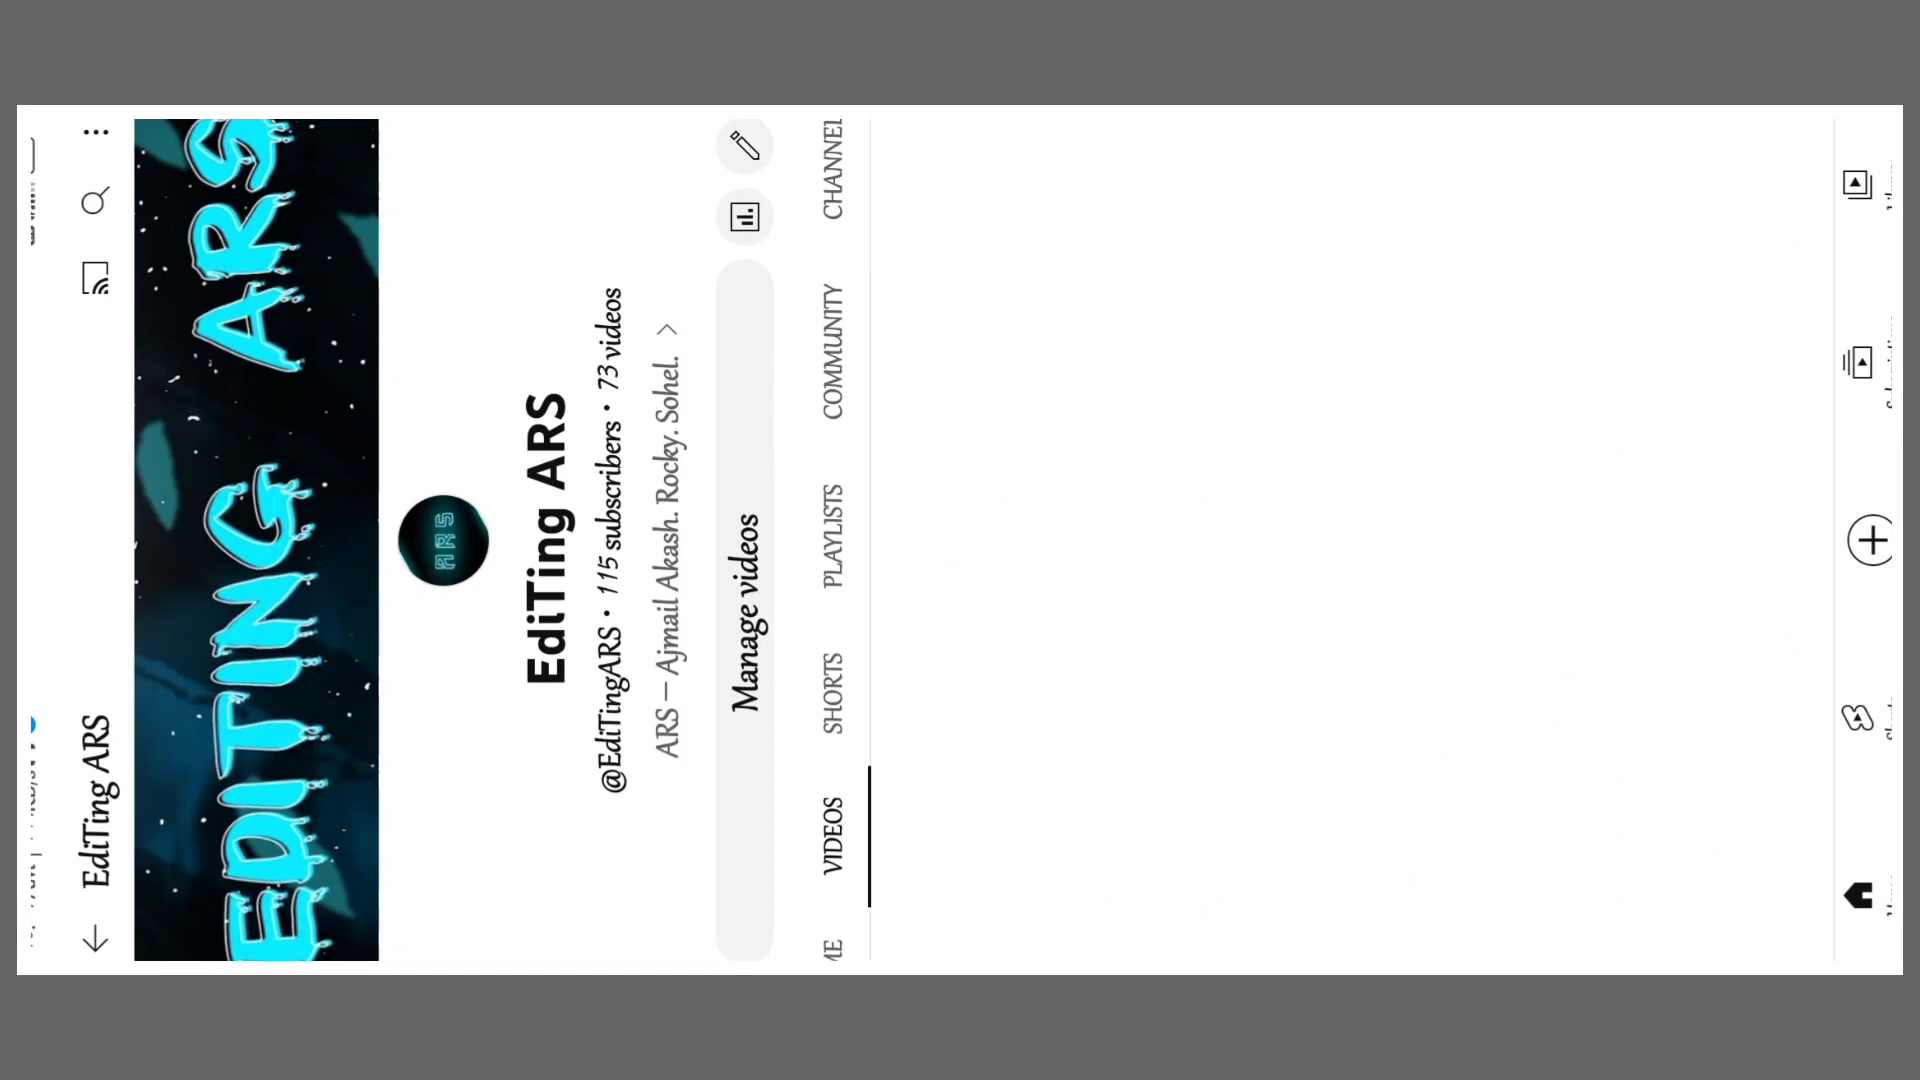 EdiTing ARS
EDITING ARS
ARS
EdiTing ARS
@EdiTingARS • 115 subscribers • 73 videos
ARS – Ajmail Akash. Rocky. Sohel. >
Manage videos
VIDEOS SHORTS PLAYLISTS COMMUNITY CHANNEL